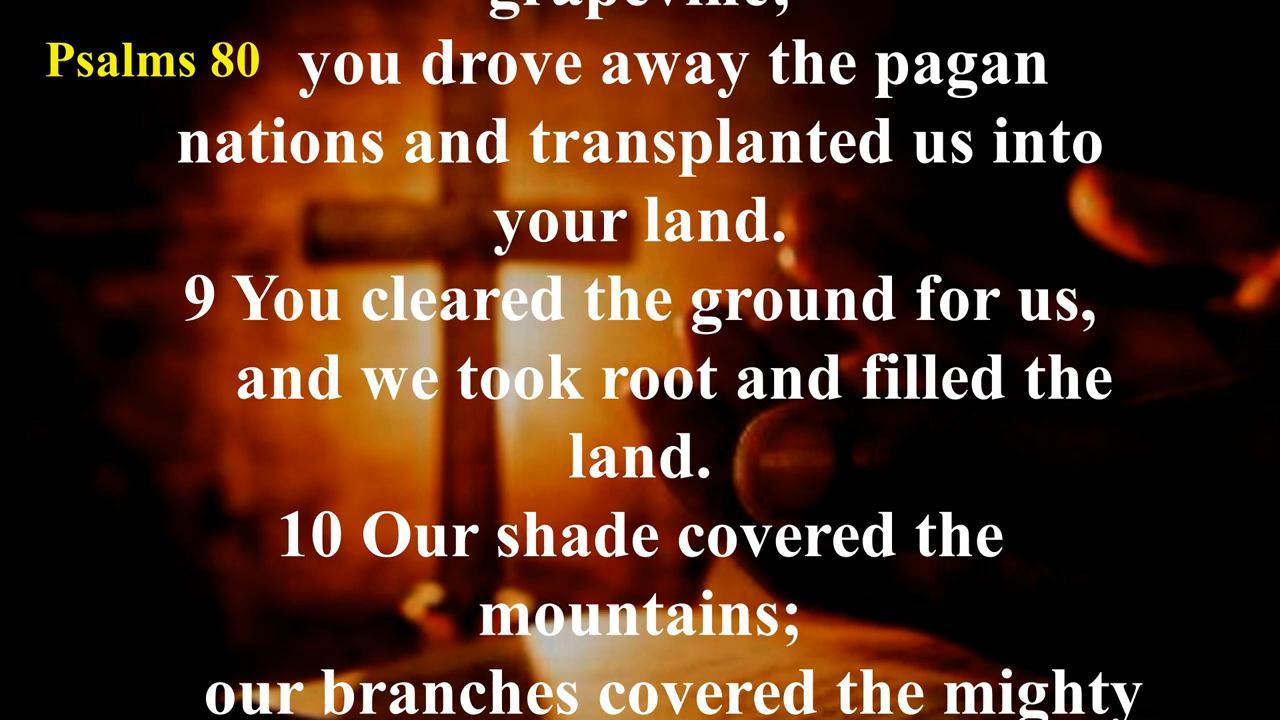 grapevine;
Psalms 80
you drove away the pagan
nations and transplanted us into
your land.
9 You cleared the ground for us,
and we took root and filled the
land.
10 Our shade covered the
mountains;
our branches covered the mighty